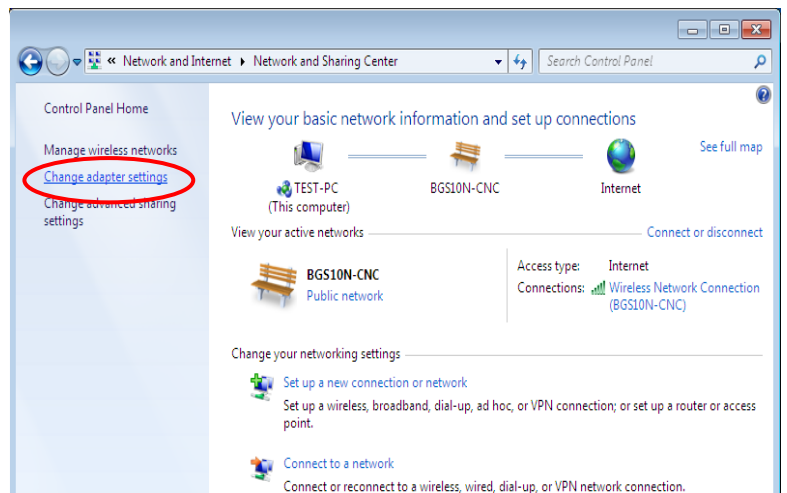 « Network and Internet ▸ Network and Sharing Center
Search Control Panel
Control Panel Home
Manage wireless networks
Change adapter settings
Change advanced sharing
settings
View your basic network information and set up connections
See full map
TEST-PC
(This computer)
BGS10N-CNC
Internet
View your active networks
Connect or disconnect
BGS10N-CNC
Public network
Access type: Internet
Connections: Wireless Network Connection
(BGS10N-CNC)
Change your networking settings
Set up a new connection or network
Set up a wireless, broadband, dial-up, ad hoc, or VPN connection; or set up a router or access
point.
Connect to a network
Connect or reconnect to a wireless, wired, dial-up, or VPN network connection.